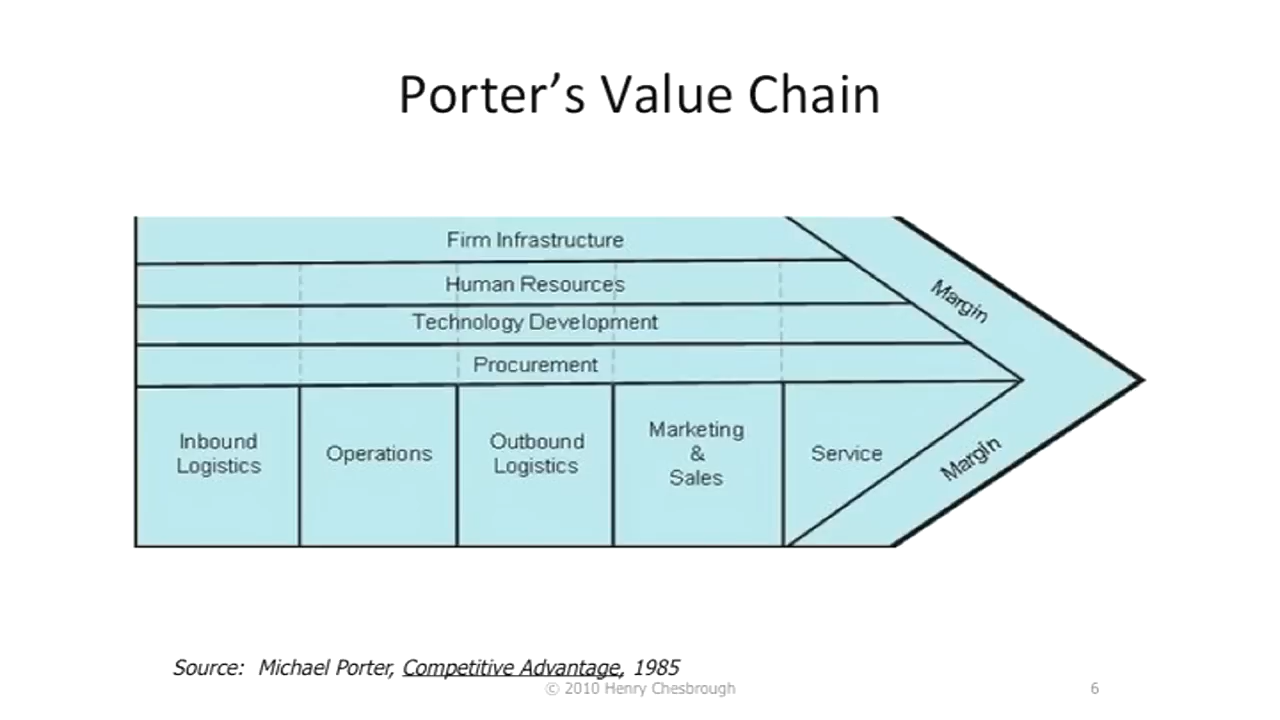 Porter’s Value Chain
Firm Infrastructure
Human Resources
Technology Development
Procurement
Margin
Inbound
Logistics
Operations
Outbound
Logistics
Marketing
&
Sales
Service
Margin
Source: Michael Porter, Competitive Advantage, 1985
© 2010 Henry Chesbrough
6